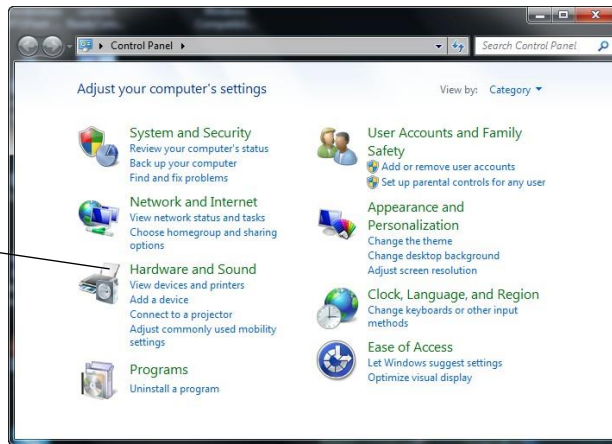 Control Panel
Search Control Panel
Adjust your computer's settings
View by: Category
System and Security
Review your computer's status
Back up your computer
Find and fix problems
Network and Internet
View network status and tasks
Choose homegroup and sharing
options
Hardware and Sound
View devices and printers
Add a device
Connect to a projector
Adjust commonly used mobility
settings
Programs
Uninstall a program
User Accounts and Family
Safety
Add or remove user accounts
Set up parental controls for any user
Appearance and
Personalization
Change the theme
Change desktop background
Adjust screen resolution
Clock, Language, and Region
Change keyboards or other input
methods
Ease of Access
Let Windows suggest settings
Optimize visual display